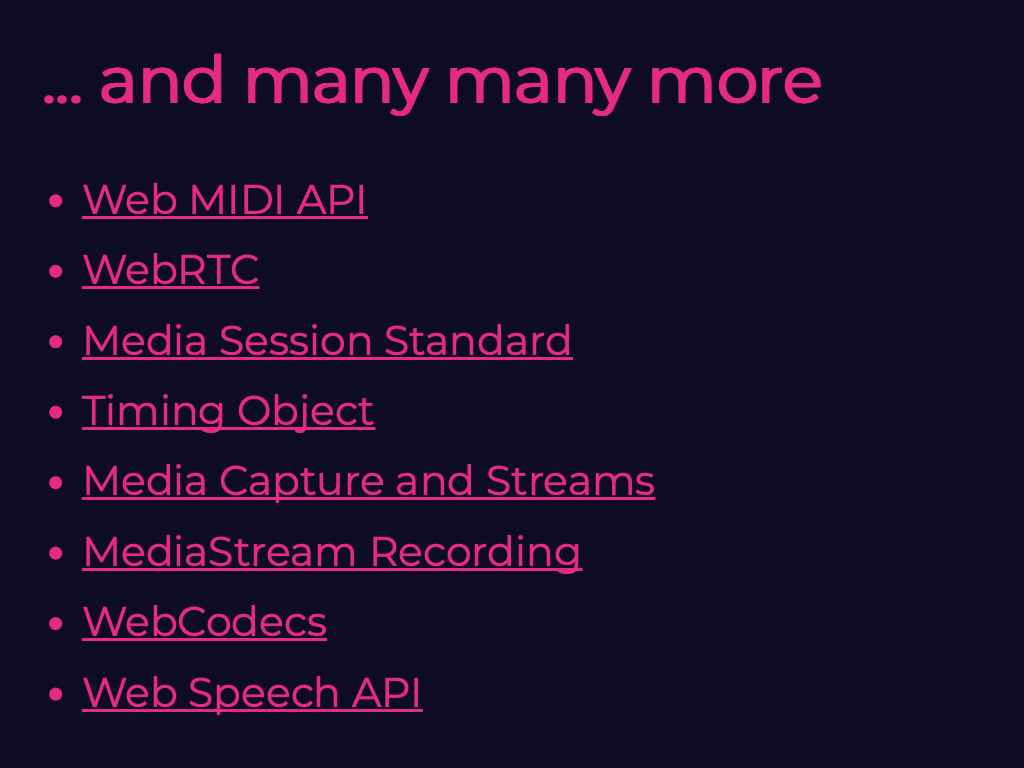 ... and many many more
• Web MIDI API
• WebRTC
• Media Session Standard
• Timing Object
• Media Capture and Streams
• MediaStream Recording
• WebCodecs
• Web Speech API